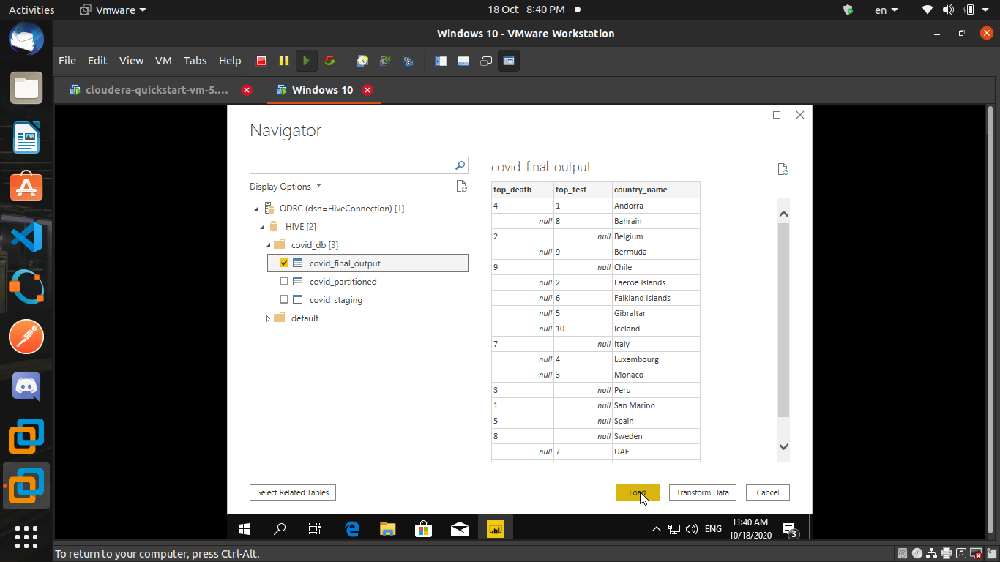 Activities Vmware 18 Oct 8:40 PM en
Windows 10 - VMware Workstation
File Edit View VM Tabs Help
cloudera-quickstart-vm-5.... Windows 10
Navigator
Display Options
ODBC (dsn=HiveConnection) [1]
HIVE [2]
covid_db [3]
covid_final_output
covid_partitioned
covid_staging
default
covid_final_output
top_death top_test country_name
4 1 Andorra
null 8 Bahrain
2 null Belgium
null 9 Bermuda
9 null Chile
null 2 Faeroe Islands
null 6 Falkland Islands
null 5 Gibraltar
null 10 Iceland
7 null Italy
null 4 Luxembourg
null 3 Monaco
3 null Peru
1 null San Marino
5 null Spain
8 null Sweden
null 7 UAE
Select Related Tables Load Transform Data Cancel
ENG 11:40 AM
10/18/2020 3
To return to your computer, press Ctrl-Alt.